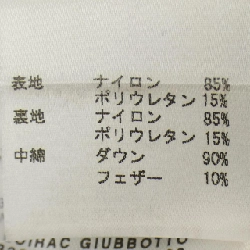 表地 ナイロン 85%
ポリウレタン 15%
裏地 ナイロン 85%
ポリウレタン 15%
中綿 ダウン 90%
フェザー 10%
CIRAC GIUBBOTTO